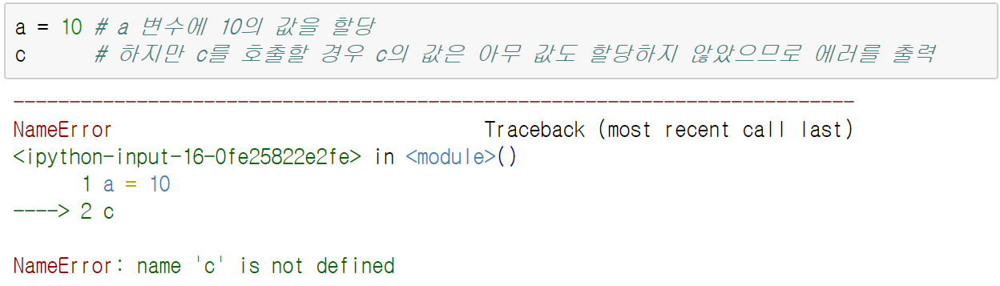 a = 10 # a 변수에 10의 값을 할당
c # 하지만 c를 호출할 경우 c의 값은 아무 값도 할당하지 않았으므로 에러를 출력
---------------------------------------------------------------------------
NameError Traceback (most recent call last)
<ipython-input-16-0fe25822e2fe> in <module>()
1 a = 10
----> 2 c
NameError: name 'c' is not defined